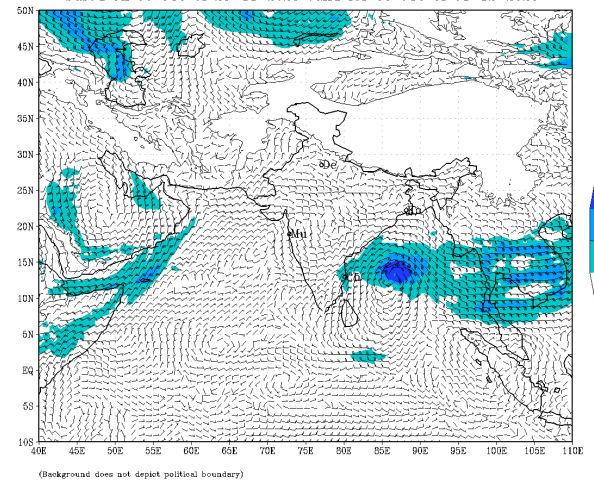 50N
45N
40N
35N
30N
De
25N
20N
Mu
15N
10N
5N
EQ
5S
10S
40E 45E 50E 55E 60E 65E 70E 75E 80E 85E 90E 95E 100E 105E 110E
(Background does not depict political boundary)